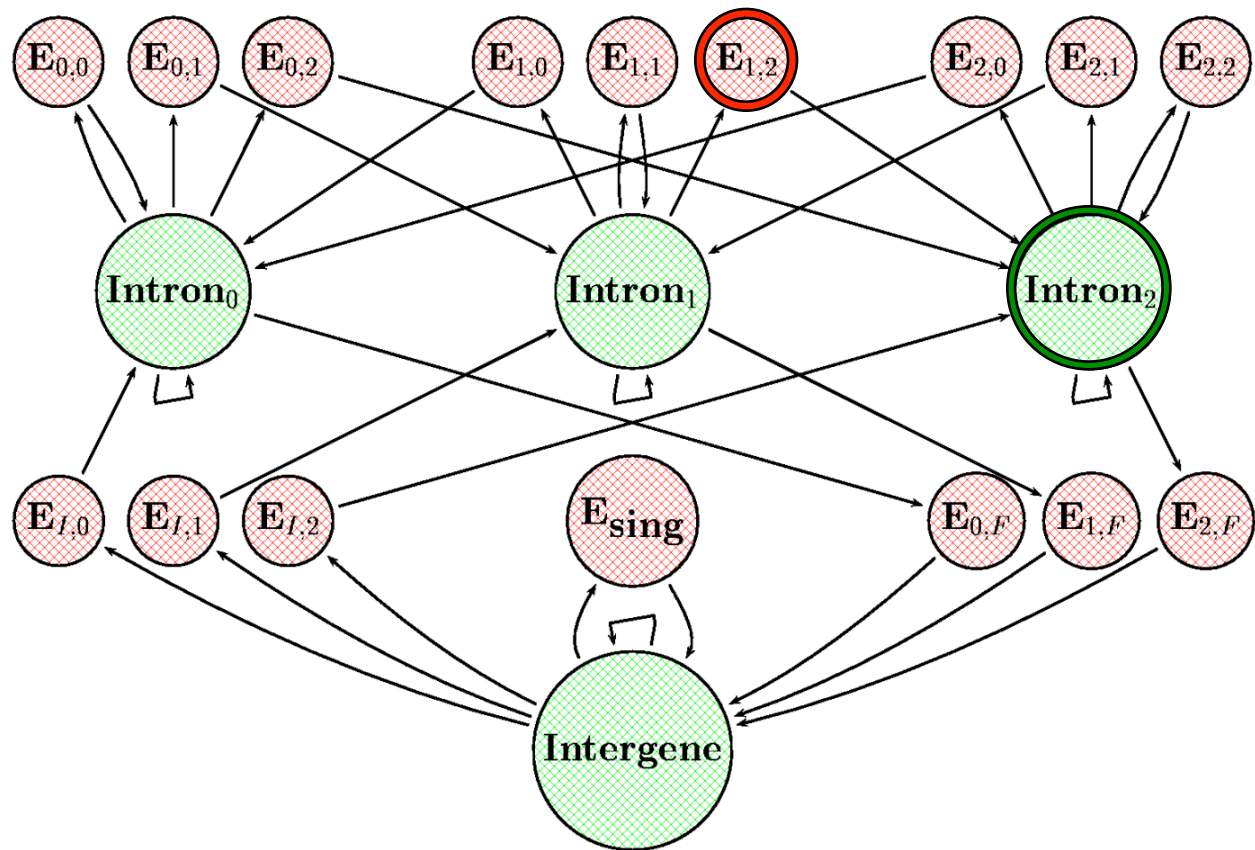 E0,0 E0,1 E0,2 E1,0 E1,1 E1,2 E2,0 E2,1 E2,2
Intron0 Intron1 Intron2
EI,0 EI,1 EI,2 Esing E0,F E1,F E2,F
Intergene